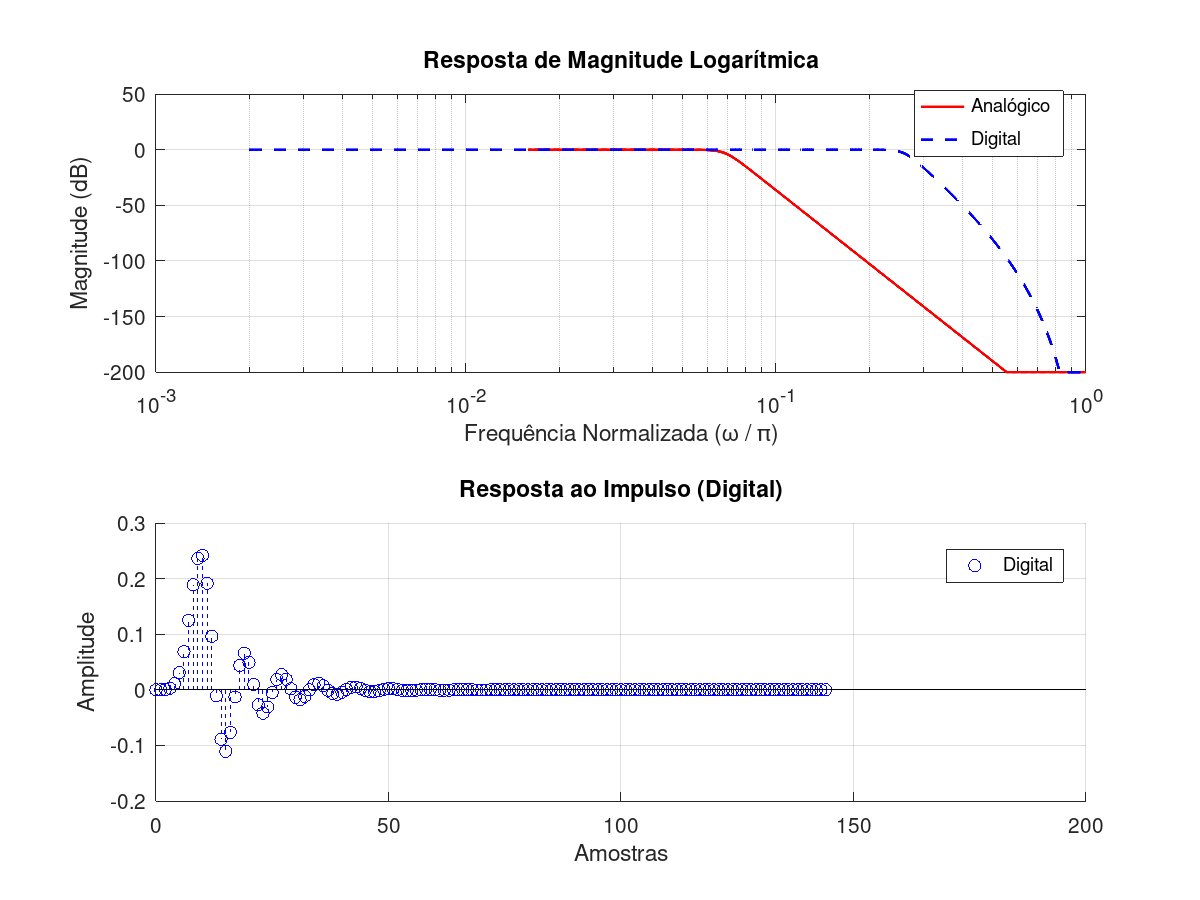 Resposta de Magnitude Logarítmica
50
0
-50
-100
-150
-200
Magnitude (dB)
Analógico
Digital
10-3
10-2
10-1
100
Frequência Normalizada (ω / π)
Resposta ao Impulso (Digital)
0.3
0.2
0.1
0
-0.1
-0.2
Amplitude
Digital
0
50
100
150
200
Amostras